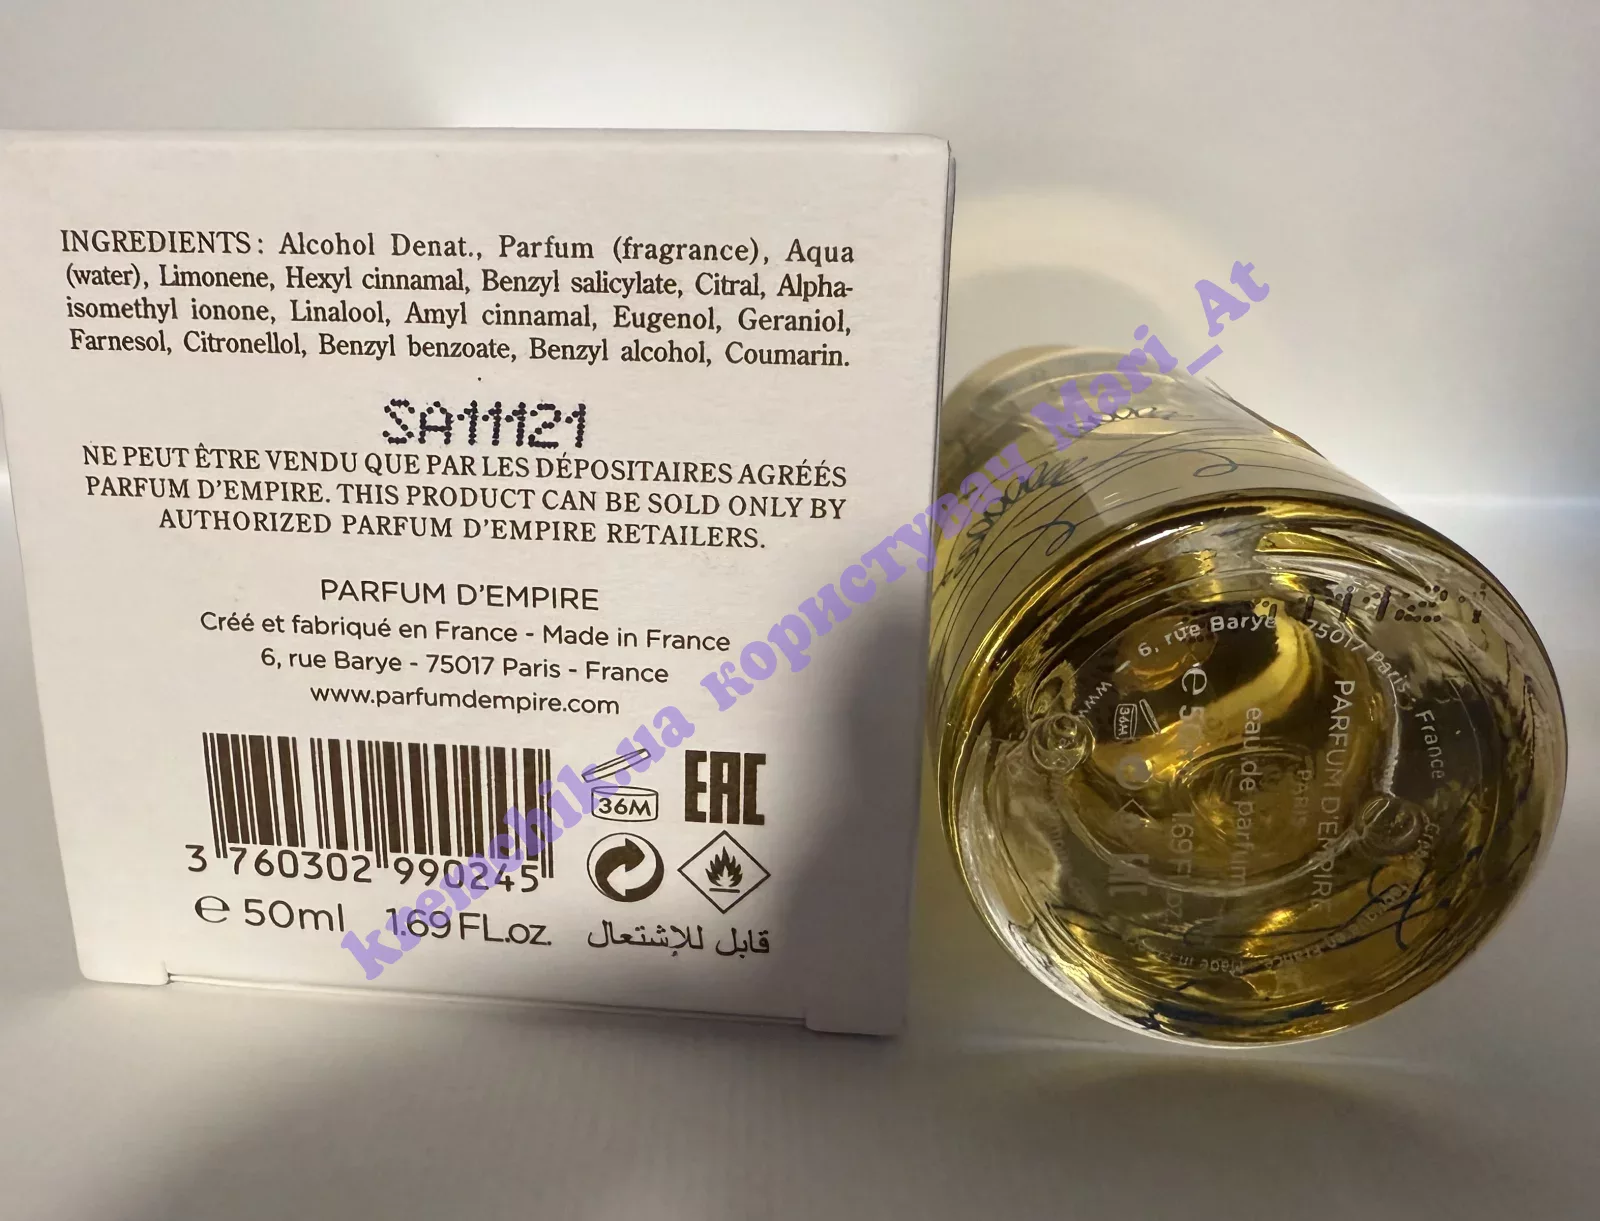 INGREDIENTS : Alcohol Denat., Parfum (fragrance), Aqua
(water), Limonene, Hexyl cinnamal, Benzyl salicylate, Citral, Alpha-
isomethyl ionone, Linalool, Amyl cinnamal, Eugenol, Geraniol,
Farnesol, Citronellol, Benzyl benzoate, Benzyl alcohol, Coumarin.
SA11121
NE PEUT ÊTRE VENDU QUE PAR LES DÉPOSITAIRES AGRÉÉS
PARFUM D'EMPIRE. THIS PRODUCT CAN BE SOLD ONLY BY
AUTHORIZED PARFUM D'EMPIRE RETAILERS.
PARFUM D'EMPIRE
Créé et fabriqué en France - Made in France
6, rue Barye - 75017 Paris - France
www.parfumdempire.com
36M
EAC
3 760302 990245
e 50ml 1.69 FL.oz.
قابل للإشتعال
kremchik.ua користувач Mari_At
6, rue Barye
75017 Paris, France
PARFUM D'EMPIRE
PARIS
eau de parfum
36M
Made in